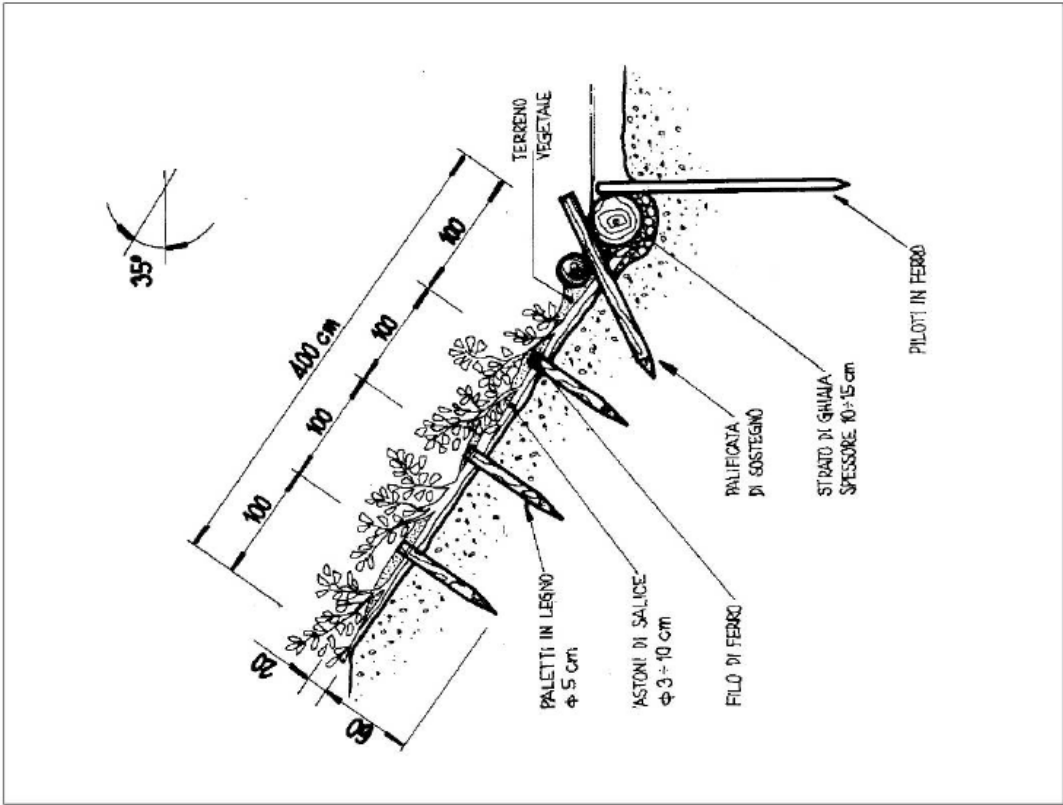 35°
400 cm
100
100
100
100
TERRENO
VEGETALE
20
60
PALETTI IN LEGNO
ϕ 5 cm
'ASTONI DI SALICE
ϕ 3÷10 cm
FILO DI FERRO
PALIFICATA
DI SOSTEGNO
STRATO DI GHIAIA
SPESSORE 10÷15 cm
PILOTI IN FERRO